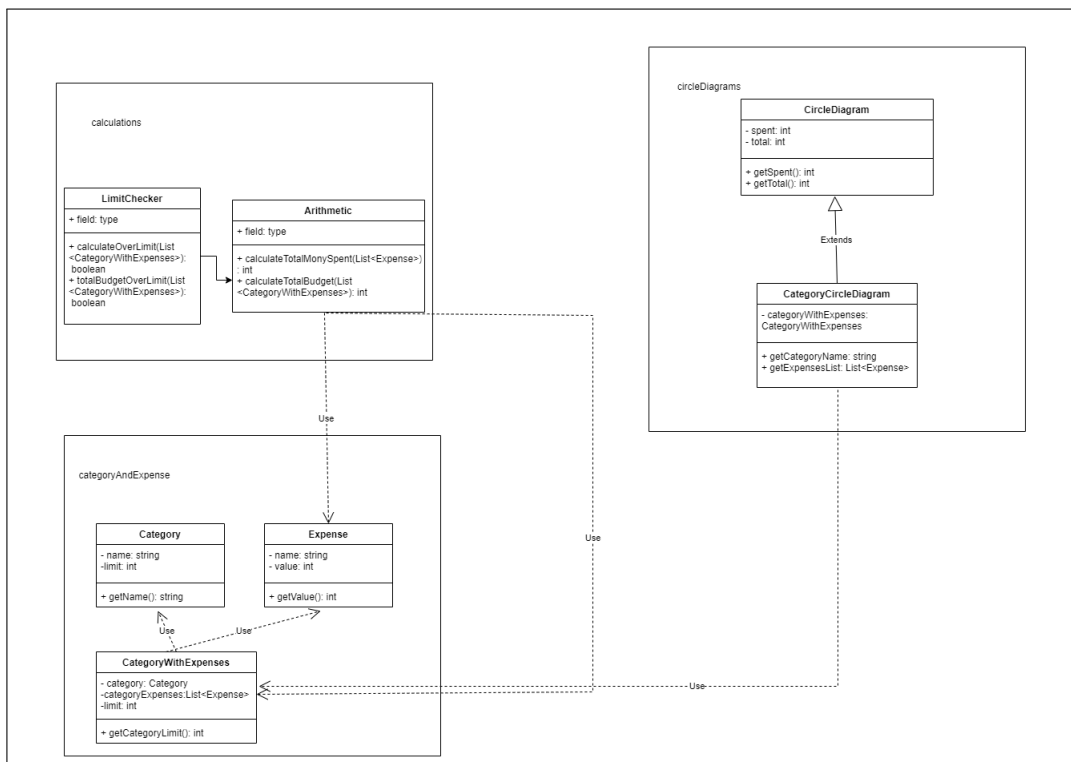 calculations
LimitChecker
+ field: type
+ calculateOverLimit(List
<CategoryWithExpenses>):
boolean
+ totalBudgetOverLimit(List
<CategoryWithExpenses>):
boolean
Arithmetic
+ field: type
+ calculateTotalMonySpent(List<Expense>)
: int
+ calculateTotalBudget(List
<CategoryWithExpenses>): int
circleDiagrams
CircleDiagram
- spent: int
- total: int
+ getSpent(): int
+ getTotal(): int
Extends
CategoryCircleDiagram
- categoryWithExpenses:
CategoryWithExpenses
+ getCategoryName: string
+ getExpensesList: List<Expense>
Use
Use
Use
categoryAndExpense
Category
- name: string
-limit: int
+ getName(): string
Expense
- name: string
- value: int
+ getValue(): int
Use
Use
CategoryWithExpenses
- category: Category
-categoryExpenses:List<Expense>
-limit: int
+ getCategoryLimit(): int